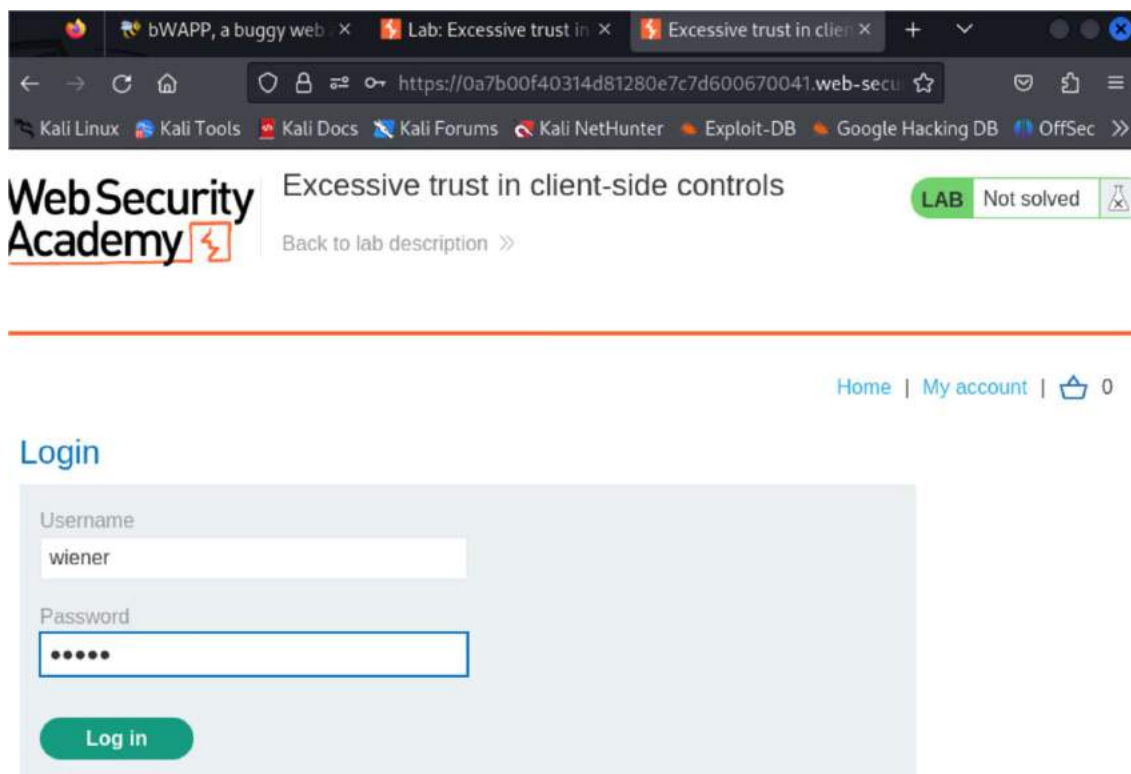 bWAPP, a buggy web
Lab: Excessive trust in
Excessive trust in clien
https://0a7b00f40314d81280e7c7d600670041.web-secu
Kali Linux Kali Tools Kali Docs Kali Forums Kali NetHunter Exploit-DB Google Hacking DB OffSec
Web Security
Academy
Excessive trust in client-side controls
Back to lab description
LAB Not solved
Home | My account | 0
Login
Username
wiener
Password
•••••
Log in